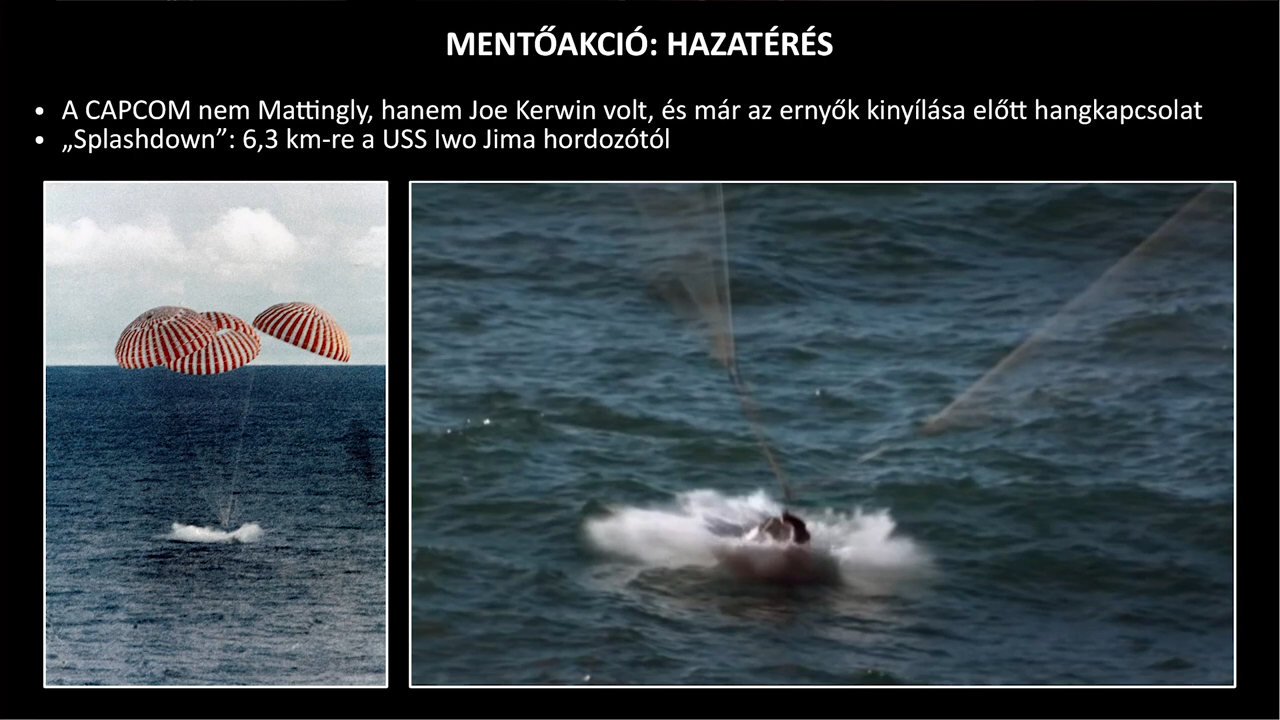 MENTŐAKCIÓ: HAZATÉRÉS
• A CAPCOM nem Mattingly, hanem Joe Kerwin volt, és már az ernyők kinyílása előtt hangkapcsolat
• „Splashdown”: 6,3 km-re a USS Iwo Jima hordozótól